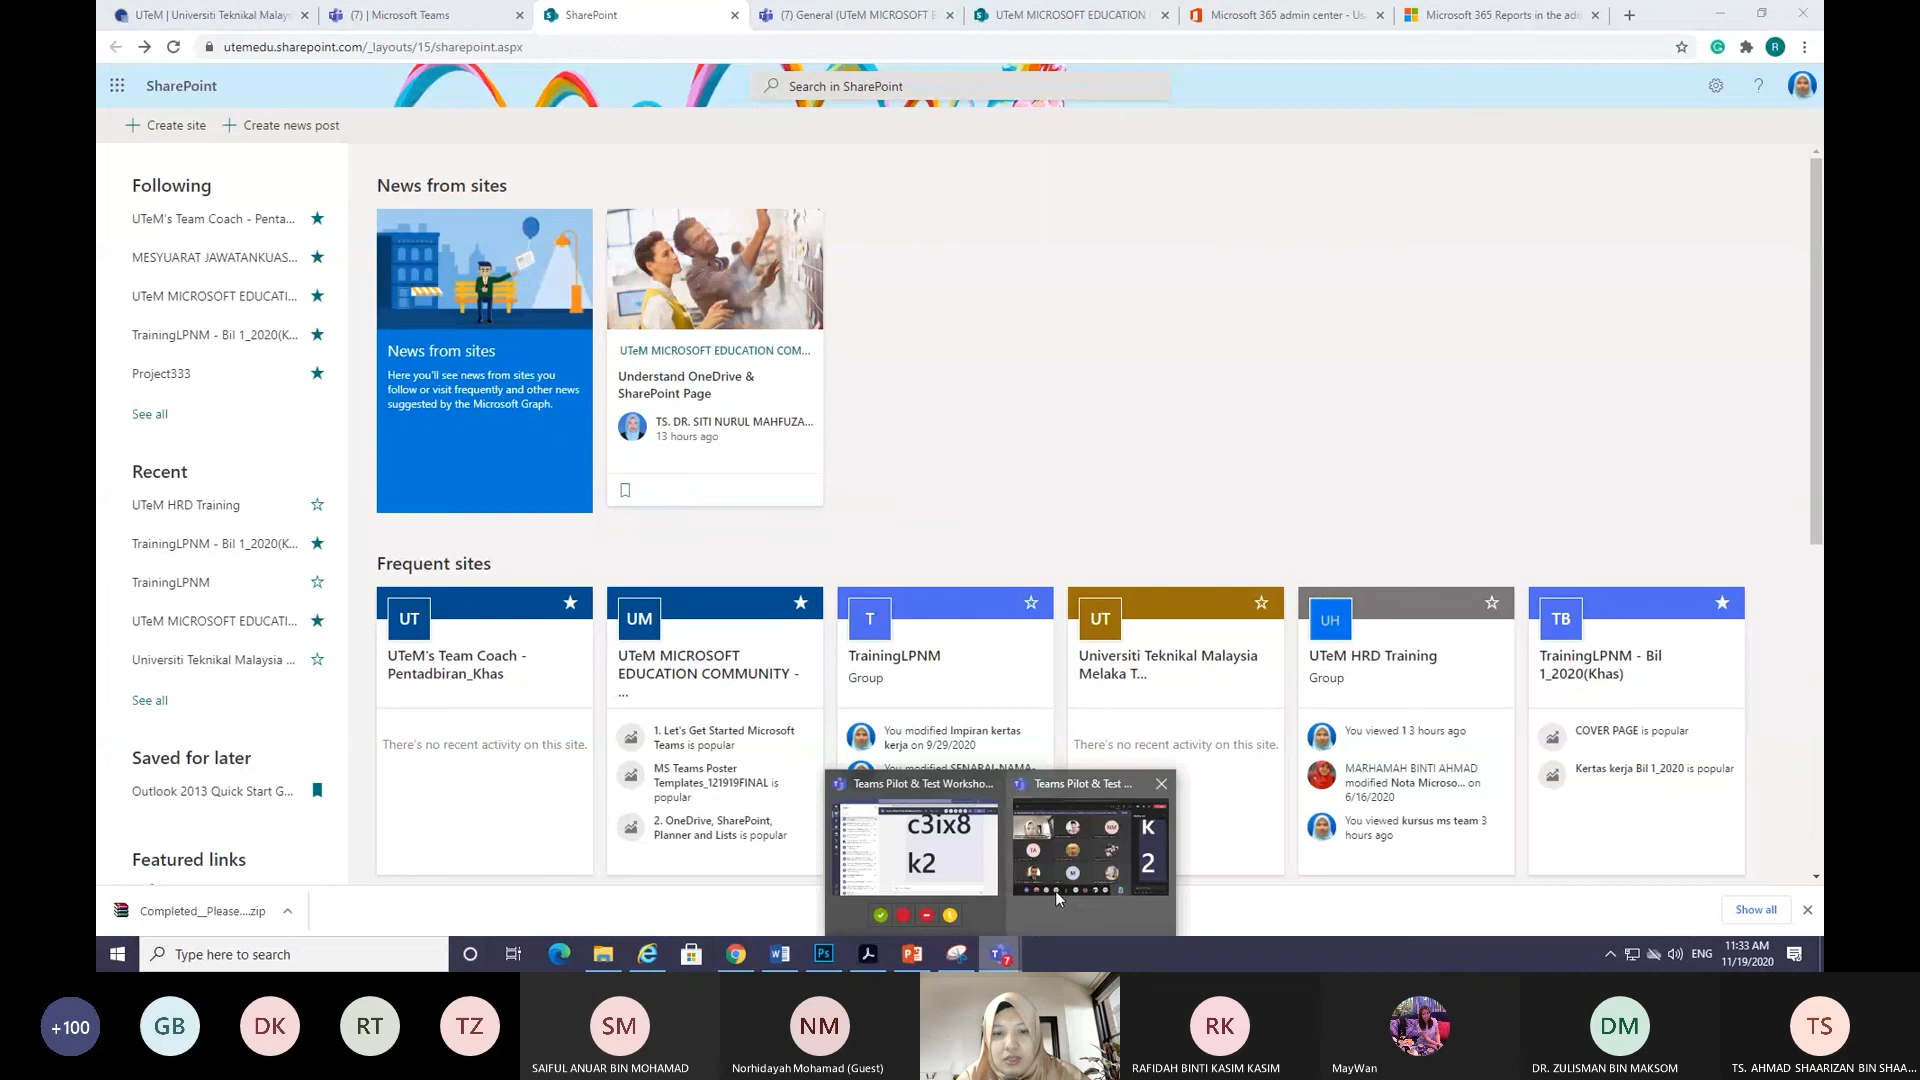 UTeM | Universiti Teknikal Malay
(7) | Microsoft Teams
SharePoint
(7) General (UTeM MICROSOFT E
UTeM MICROSOFT EDUCATION
Microsoft 365 admin center - Us
Microsoft 365 Reports in the ad
utemedu.sharepoint.com/_layouts/15/sharepoint.aspx
R
SharePoint
Search in SharePoint
?
Create site
Create news post
Following
UTeM's Team Coach - Penta...
MESYUARAT JAWATANKUAS...
UTeM MICROSOFT EDUCATI...
TrainingLPNM - Bil 1_2020(K...
Project333
See all
Recent
UTeM HRD Training
TrainingLPNM - Bil 1_2020(K...
TrainingLPNM
UTeM MICROSOFT EDUCATI...
Universiti Teknikal Malaysia ...
See all
Saved for later
Outlook 2013 Quick Start G...
Featured links
News from sites
News from sites
Here you'll see news from sites you
follow or visit frequently and other news
suggested by the Microsoft Graph.
UTeM MICROSOFT EDUCATION COM...
Understand OneDrive &
SharePoint Page
TS. DR. SITI NURUL MAHFUZA...
13 hours ago
Frequent sites
UT
UTeM's Team Coach -
Pentadbiran_Khas
There's no recent activity on this site.
UM
UTeM MICROSOFT
EDUCATION COMMUNITY -
...
1. Let's Get Started Microsoft
Teams is popular
MS Teams Poster
Templates_121919FINAL is
popular
2. OneDrive, SharePoint,
Planner and Lists is popular
T
TrainingLPNM
Group
You modified Impiran kertas
kerja on 9/29/2020
You modified SENARAI-NAMA-
UT
Universiti Teknikal Malaysia
Melaka T...
There's no recent activity on this site.
UH
UTeM HRD Training
Group
You viewed 1 3 hours ago
MARHAMAH BINTI AHMAD
modified Nota Microso... on
6/16/2020
You viewed kursus ms team 3
hours ago
TB
TrainingLPNM - Bil
1_2020(Khas)
COVER PAGE is popular
Kertas kerja Bil 1_2020 is popular
Teams Pilot & Test Worksho...
Teams Pilot & Test ...
c3ix8
k2
NM
TA
M
K
2
Completed__Please....zip
Show all
Type here to search
Ps
7
ENG
11:33 AM
11/19/2020
+100
GB
DK
RT
TZ
SM
SAIFUL ANUAR BIN MOHAMAD
NM
Norhidayah Mohamad (Guest)
RK
RAFIDAH BINTI KASIM KASIM
MayWan
DM
DR. ZULISMAN BIN MAKSOM
TS
TS. AHMAD SHAARIZAN BIN SHAA...